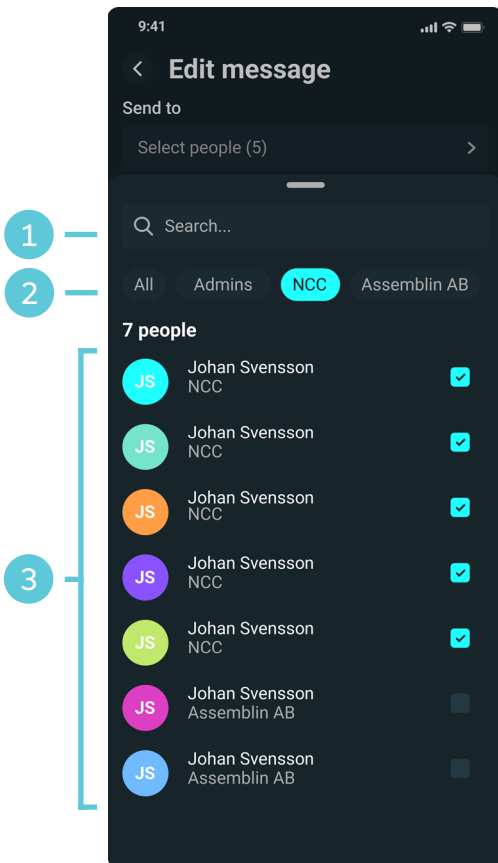 9:41
Edit message
Send to
Select people (5)
1
Search...
2
All Admins NCC Assemblin AB
7 people
JS Johan Svensson
NCC
JS Johan Svensson
NCC
JS Johan Svensson
NCC
3
JS Johan Svensson
NCC
JS Johan Svensson
NCC
JS Johan Svensson
Assemblin AB
JS Johan Svensson
Assemblin AB